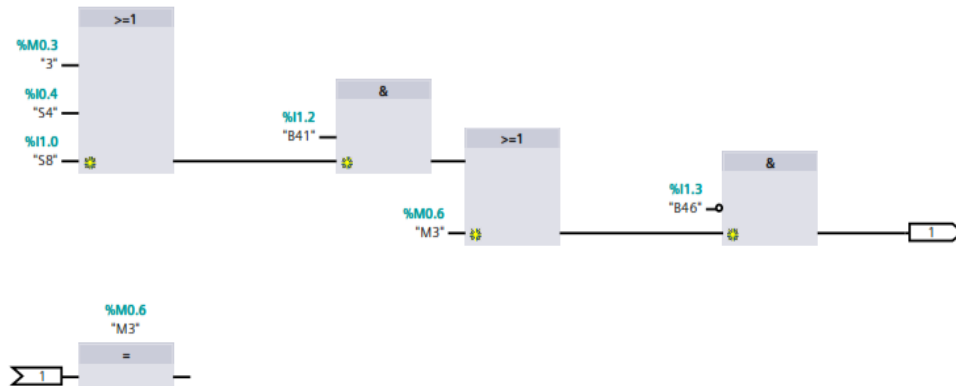 >=1
%M0.3
"3"
%I0.4
"S4"
%I1.0
"S8"
&
%I1.2
"B41"
>=1
%M0.6
"M3"
&
%I1.3
"B46"
1
%M0.6
"M3"
=
1